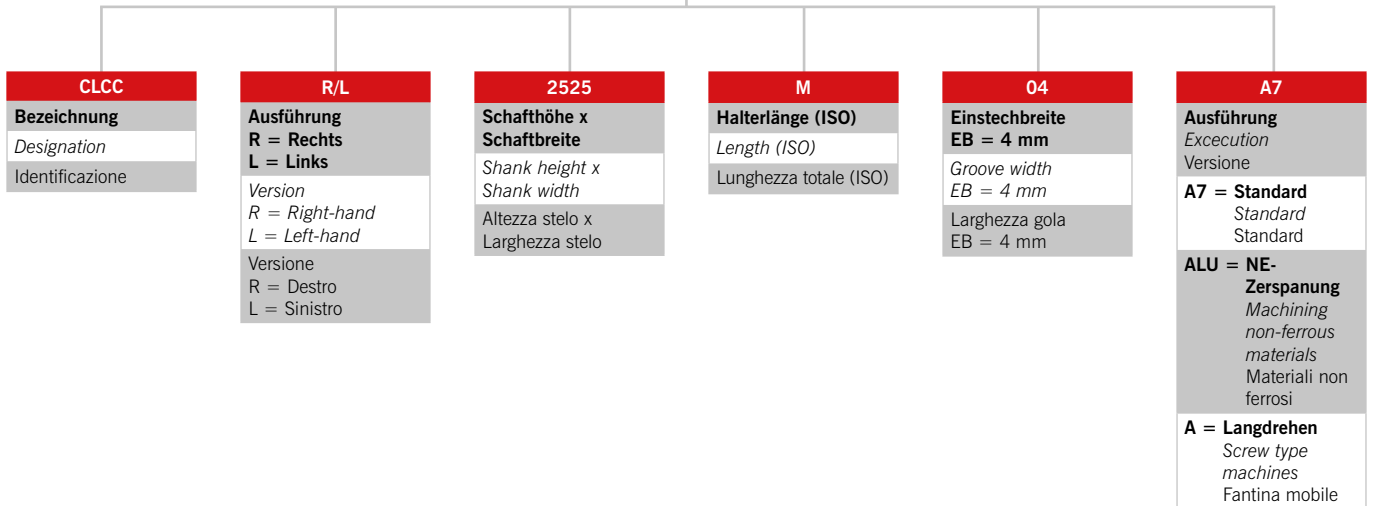 CLCC
Bezeichnung
Designation
Identificazione
R/L
Ausführung
R = Rechts
L = Links
Version
R = Right-hand
L = Left-hand
Versione
R = Destro
L = Sinistro
2525
Schafthöhe x
Schaftbreite
Shank height x
Shank width
Altezza stelo x
Larghezza stelo
M
Halterlänge (ISO)
Length (ISO)
Lunghezza totale (ISO)
04
Einstechbreite
EB = 4 mm
Groove width
EB = 4 mm
Larghezza gola
EB = 4 mm
A7
Ausführung
Excecution
Versione
A7 = Standard
Standard
Standard
ALU = NE-
Zerspanung
Machining
non-ferrous
materials
Materiali non
ferrosi
A = Langdrehen
Screw type
machines
Fantina mobile